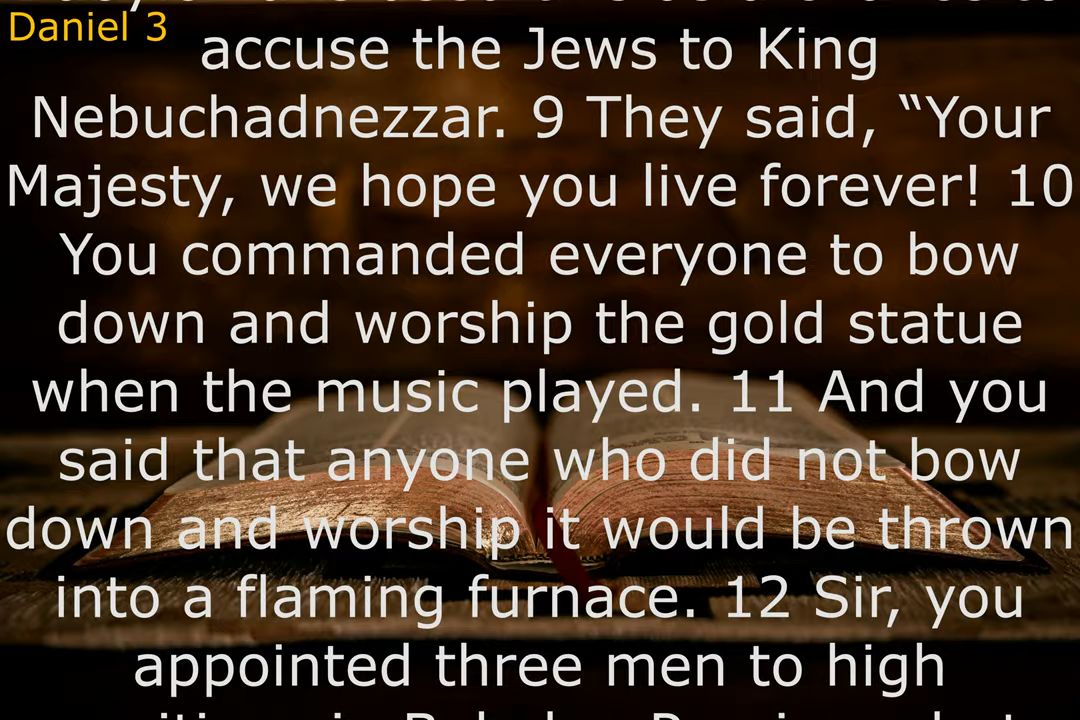 Daniel 3
accuse the Jews to King
Nebuchadnezzar. 9 They said, “Your
Majesty, we hope you live forever! 10
You commanded everyone to bow
down and worship the gold statue
when the music played. 11 And you
said that anyone who did not bow
down and worship it would be thrown
into a flaming furnace. 12 Sir, you
appointed three men to high